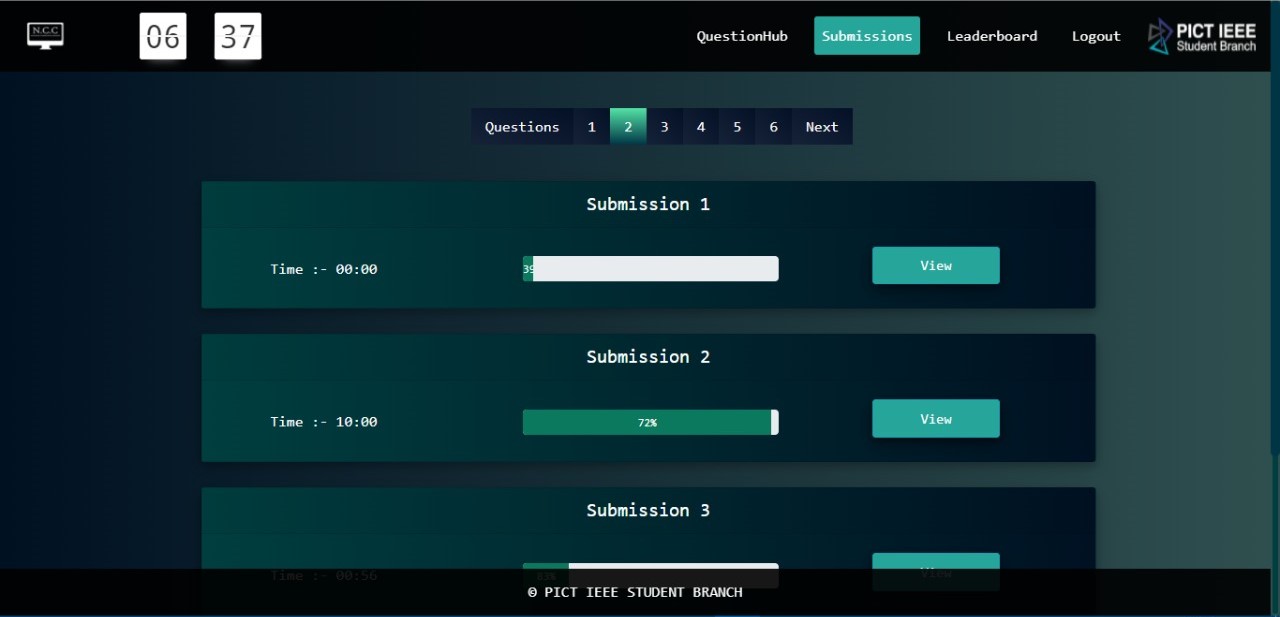 N.C.C
06 37
QuestionHub Submissions Leaderboard Logout
PICT IEEE
Student Branch
Questions 1 2 3 4 5 6 Next
Submission 1
Time :- 00:00 View
Submission 2
Time :- 10:00 72% View
Submission 3
Time :- 00:56 83% View
© PICT IEEE STUDENT BRANCH